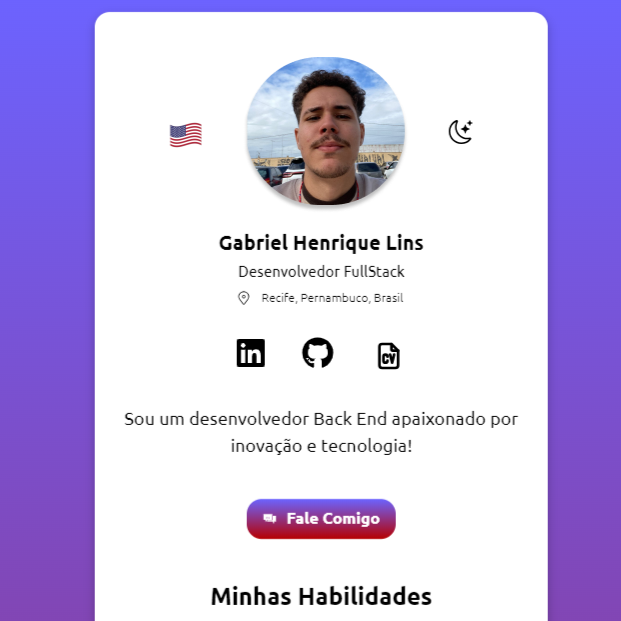 Gabriel Henrique Lins
Desenvolvedor FullStack
Recife, Pernambuco, Brasil
in
CV
Sou um desenvolvedor Back End apaixonado por
inovação e tecnologia!
Fale Comigo
Minhas Habilidades